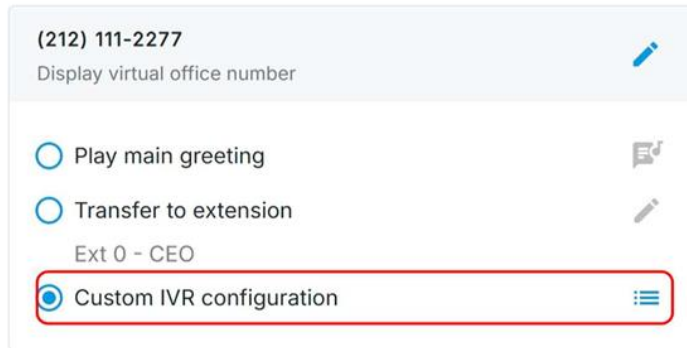 (212) 111-2277
Display virtual office number
Play main greeting
Transfer to extension
Ext 0 - CEO
Custom IVR configuration